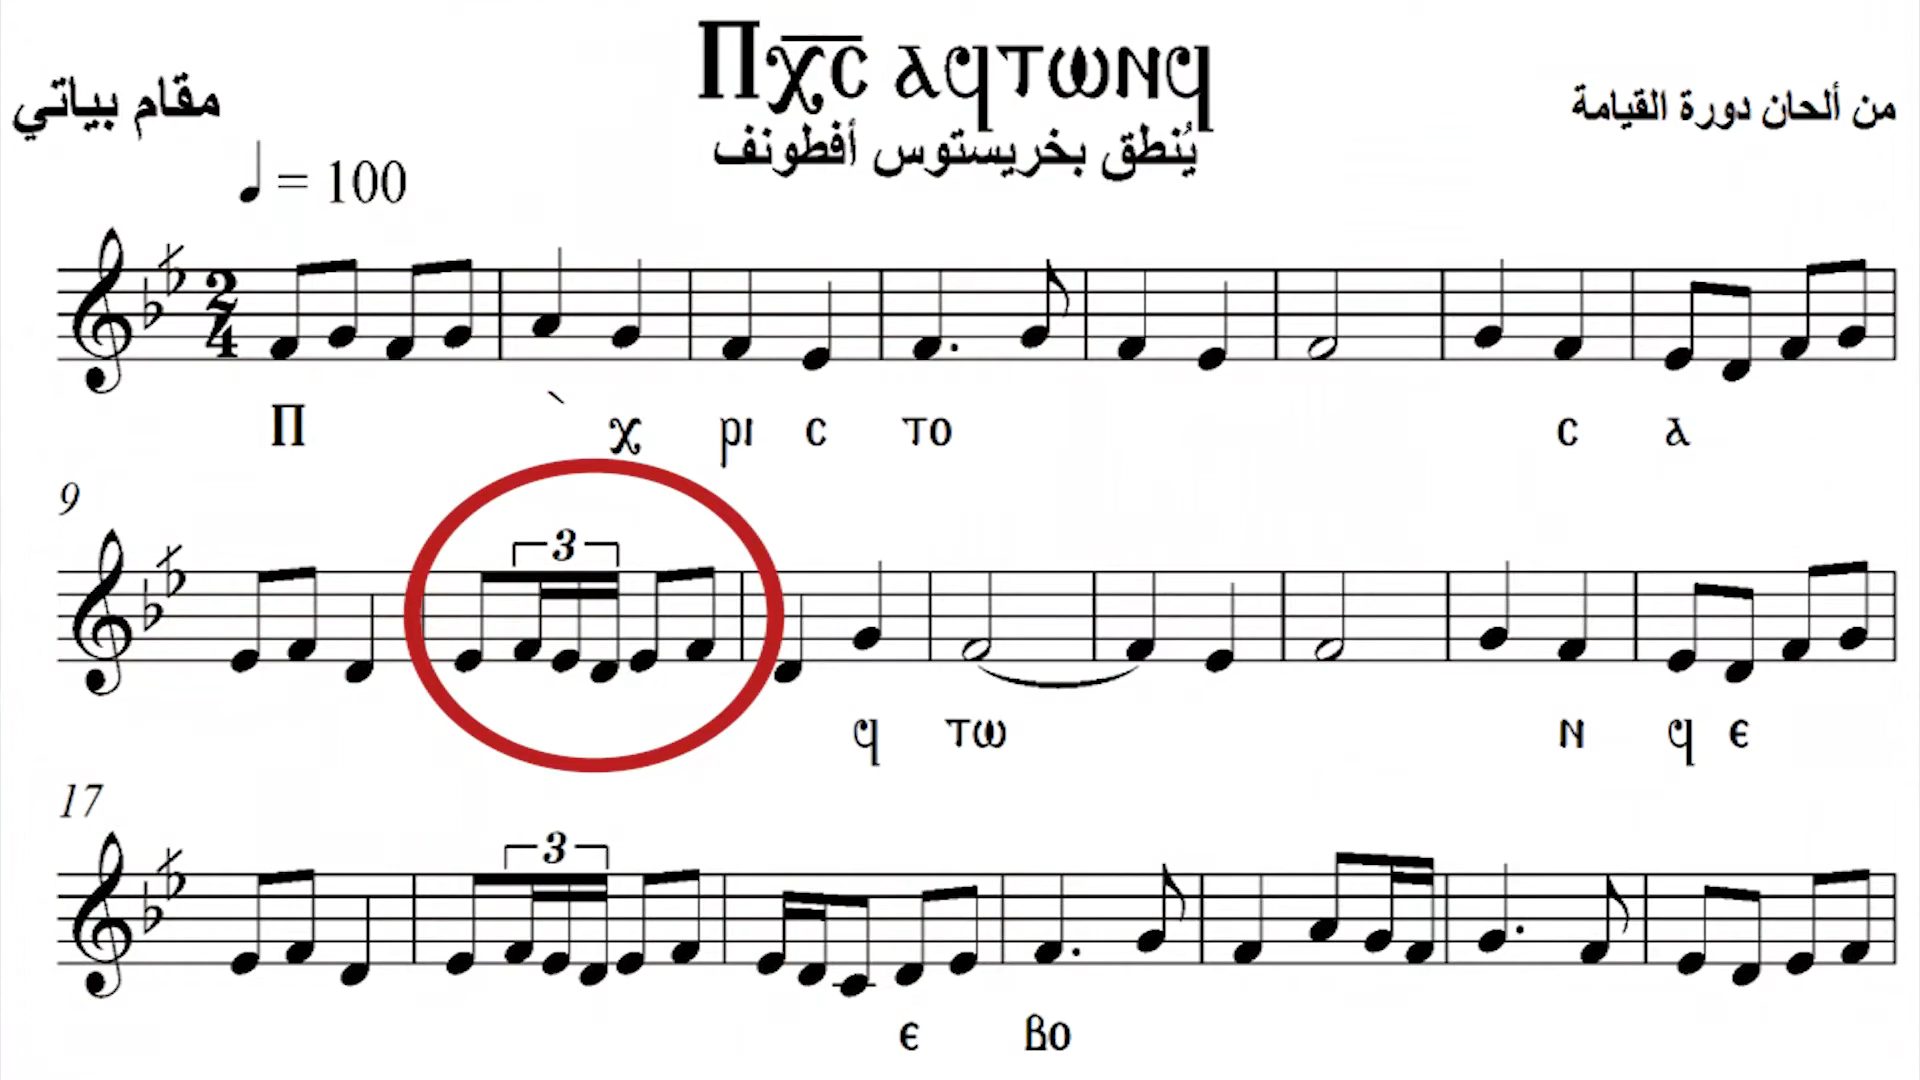 Ⲡⲭ̅ⲥ̅ ⲁϥⲧⲱⲛϥ
مقام بياتي
من ألحان دورة القيامة
يُنطق بخريستوس أفطونف
♩ = 100
2
4
Ⲡ ` ⲭ ⲣⲓ ⲥ ⲧⲟ ⲥ ⲁ
9
3
ϥ ⲧⲱ ⲛ ϥ ⲉ
17
3
ⲉ ⲃⲟ